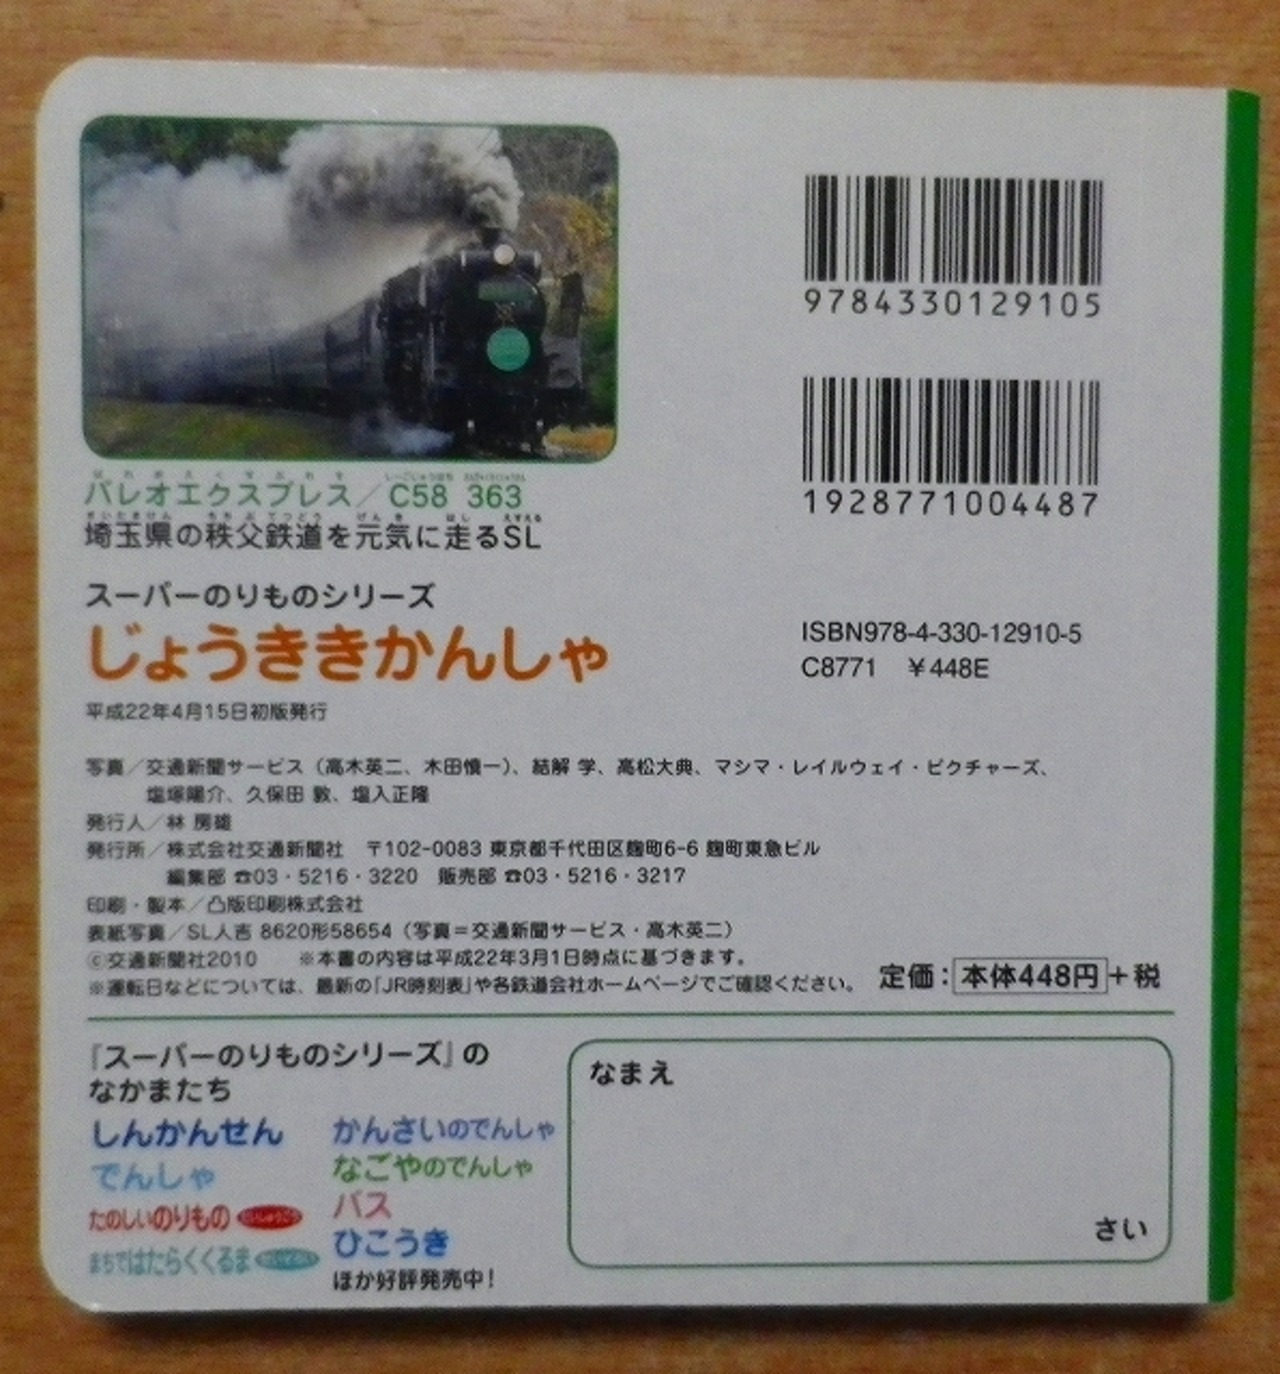 パレオエクスプレス／C58 363
埼玉県の秩父鉄道を元気に走るSL
スーパーのりものシリーズ
じょうききかんしゃ
平成22年4月15日初版発行
9784330129105
1928771004487
ISBN978-4-330-12910-5
C8771 ￥448E
写真／交通新聞サービス（高木英二、木田慎一）、結解 学、高松大典、マシマ・レイルウェイ・ピクチャーズ、
塩塚陽介、久保田 敦、塩入正隆
発行人／林 房雄
発行所／株式会社交通新聞社 〒102-0083 東京都千代田区麹町6-6 麹町東急ビル
編集部 ☎03・5216・3220 販売部 ☎03・5216・3217
印刷・製本／凸版印刷株式会社
表紙写真／SL人吉 8620形58654（写真＝交通新聞サービス・高木英二）
©交通新聞社2010 ※本書の内容は平成22年3月1日時点に基づきます。
※運転日などについては、最新の「JR時刻表」や各鉄道会社ホームページでご確認ください。
定価：本体448円＋税
『スーパーのりものシリーズ』の
なかまたち
しんかんせん
でんしゃ
たのしいのりもの
まちではたらくくるま
かんさいのでんしゃ
なごやのでんしゃ
バス
ひこうき
ほか好評発売中！
なまえ
さい